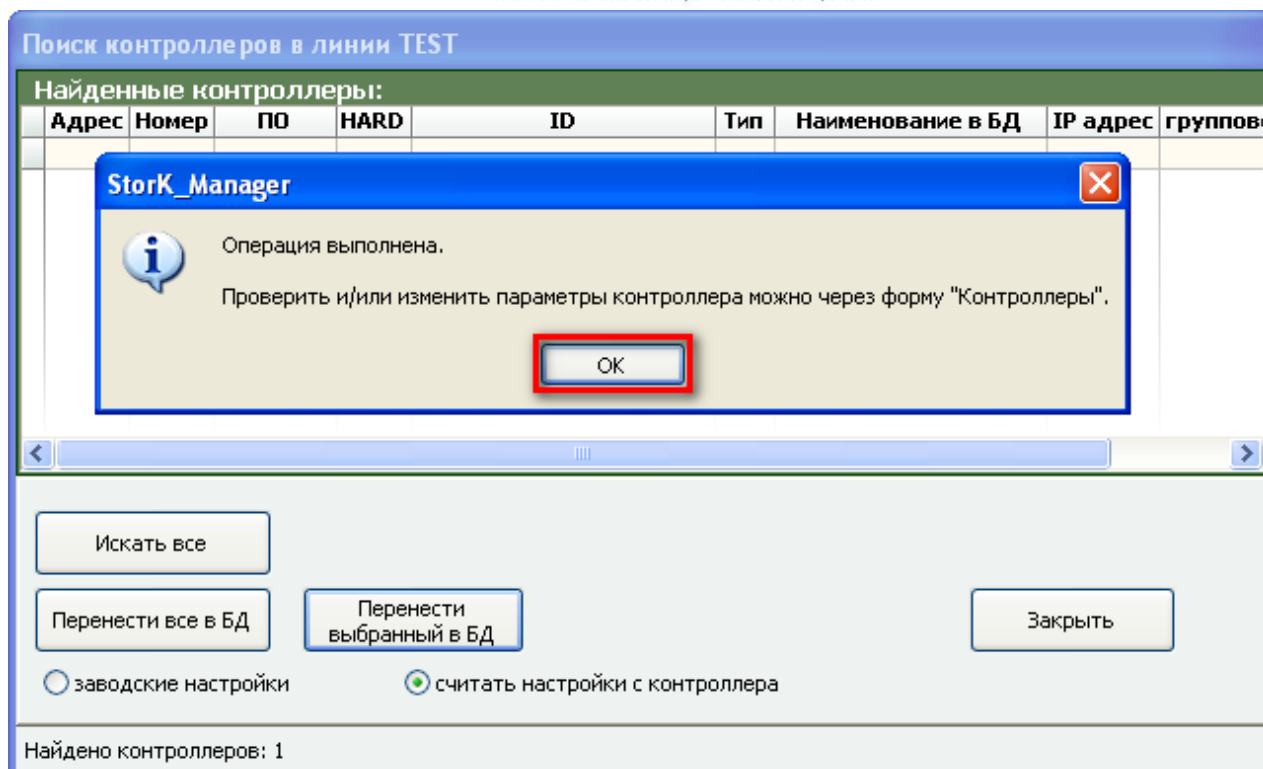 Поиск контроллеров в линии TEST
Найденные контроллеры:
Адрес Номер ПО HARD ID Тип Наименование в БД IP адрес группов
StorK_Manager
Операция выполнена.
Проверить и/или изменить параметры контроллера можно через форму "Контроллеры".
OK
Искать все
Перенести все в БД
Перенести
выбранный в БД
Закрыть
заводские настройки
считать настройки с контроллера
Найдено контроллеров: 1